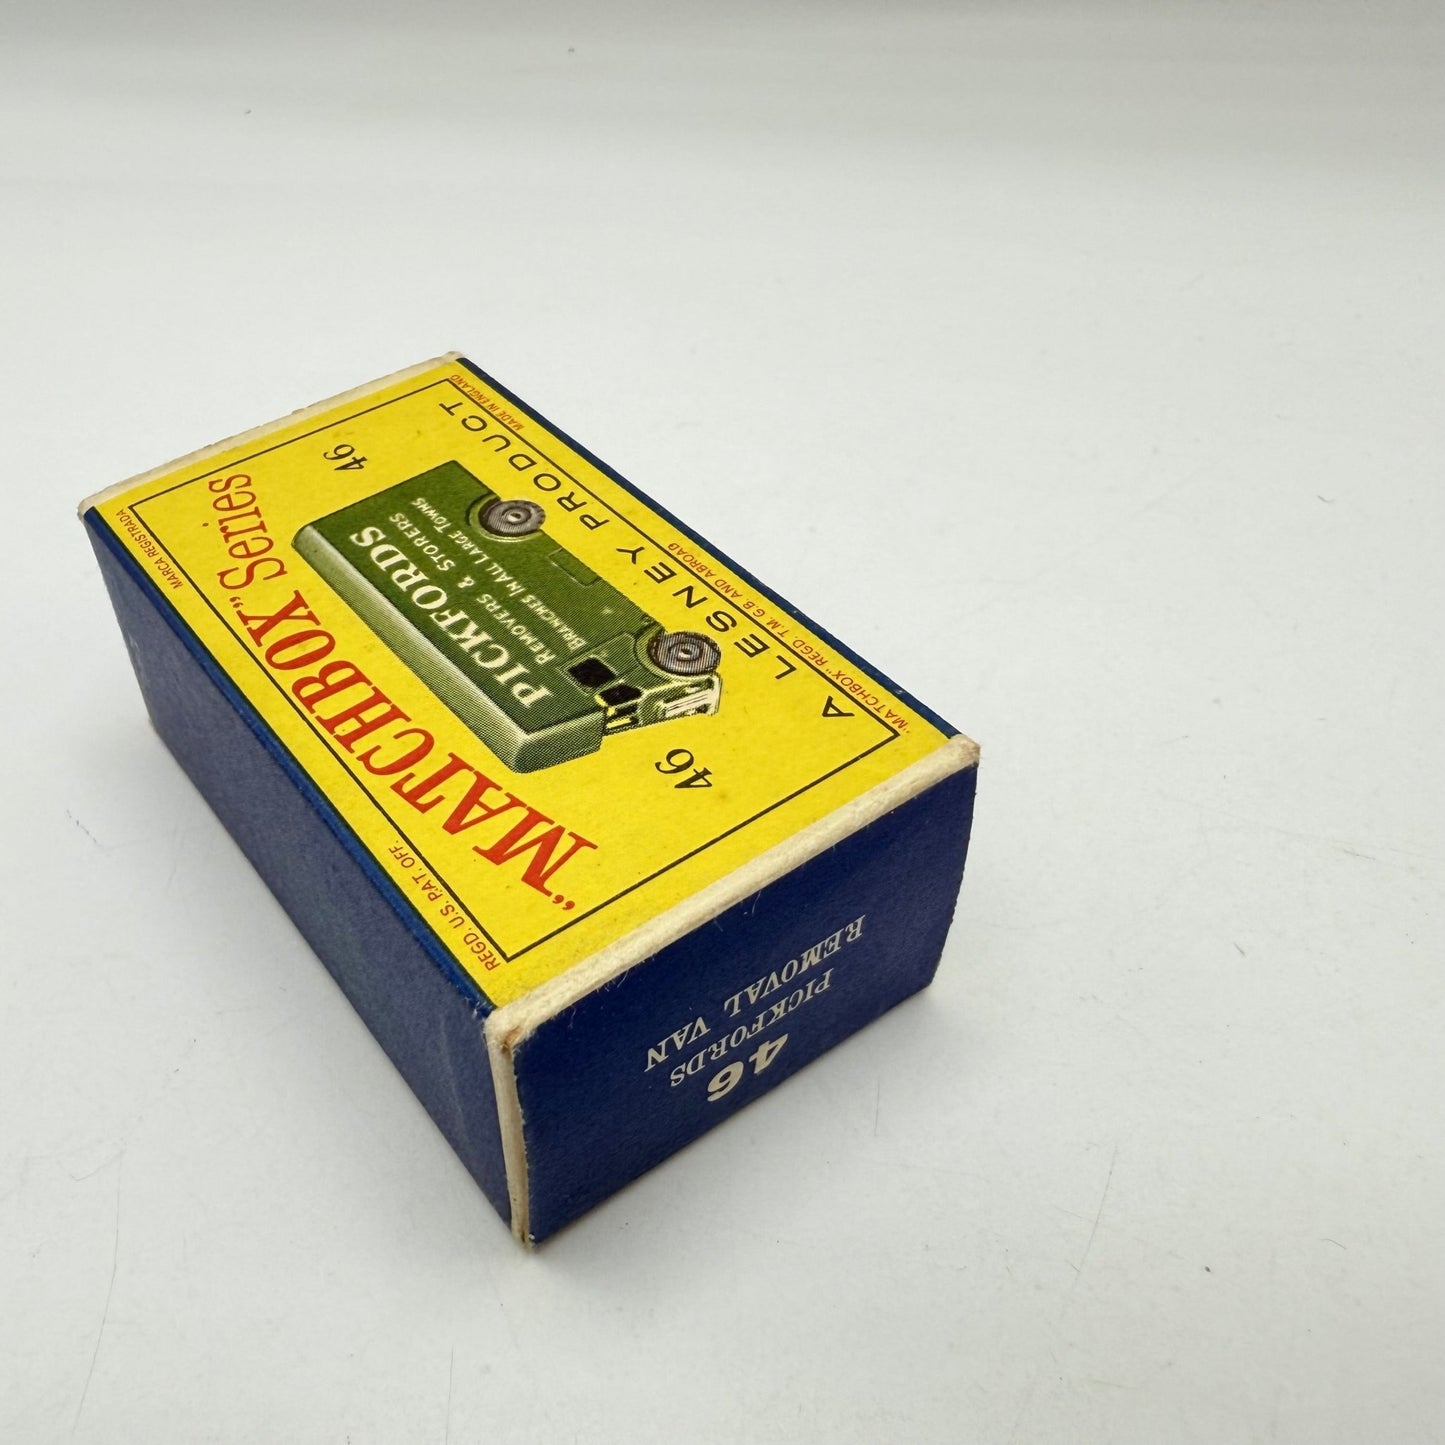 MARCA REGISTRADA
REGD. U.S. PAT. OFF.
"MATCHBOX" Series
46
46
PICKFORDS
REMOVERS & STORERS
BRANCHES IN ALL LARGE TOWNS
A LESNEY PRODUCT
MADE IN ENGLAND
"MATCHBOX" REGD. T.M. G.B. AND ABROAD
46
PICKFORDS
REMOVAL VAN